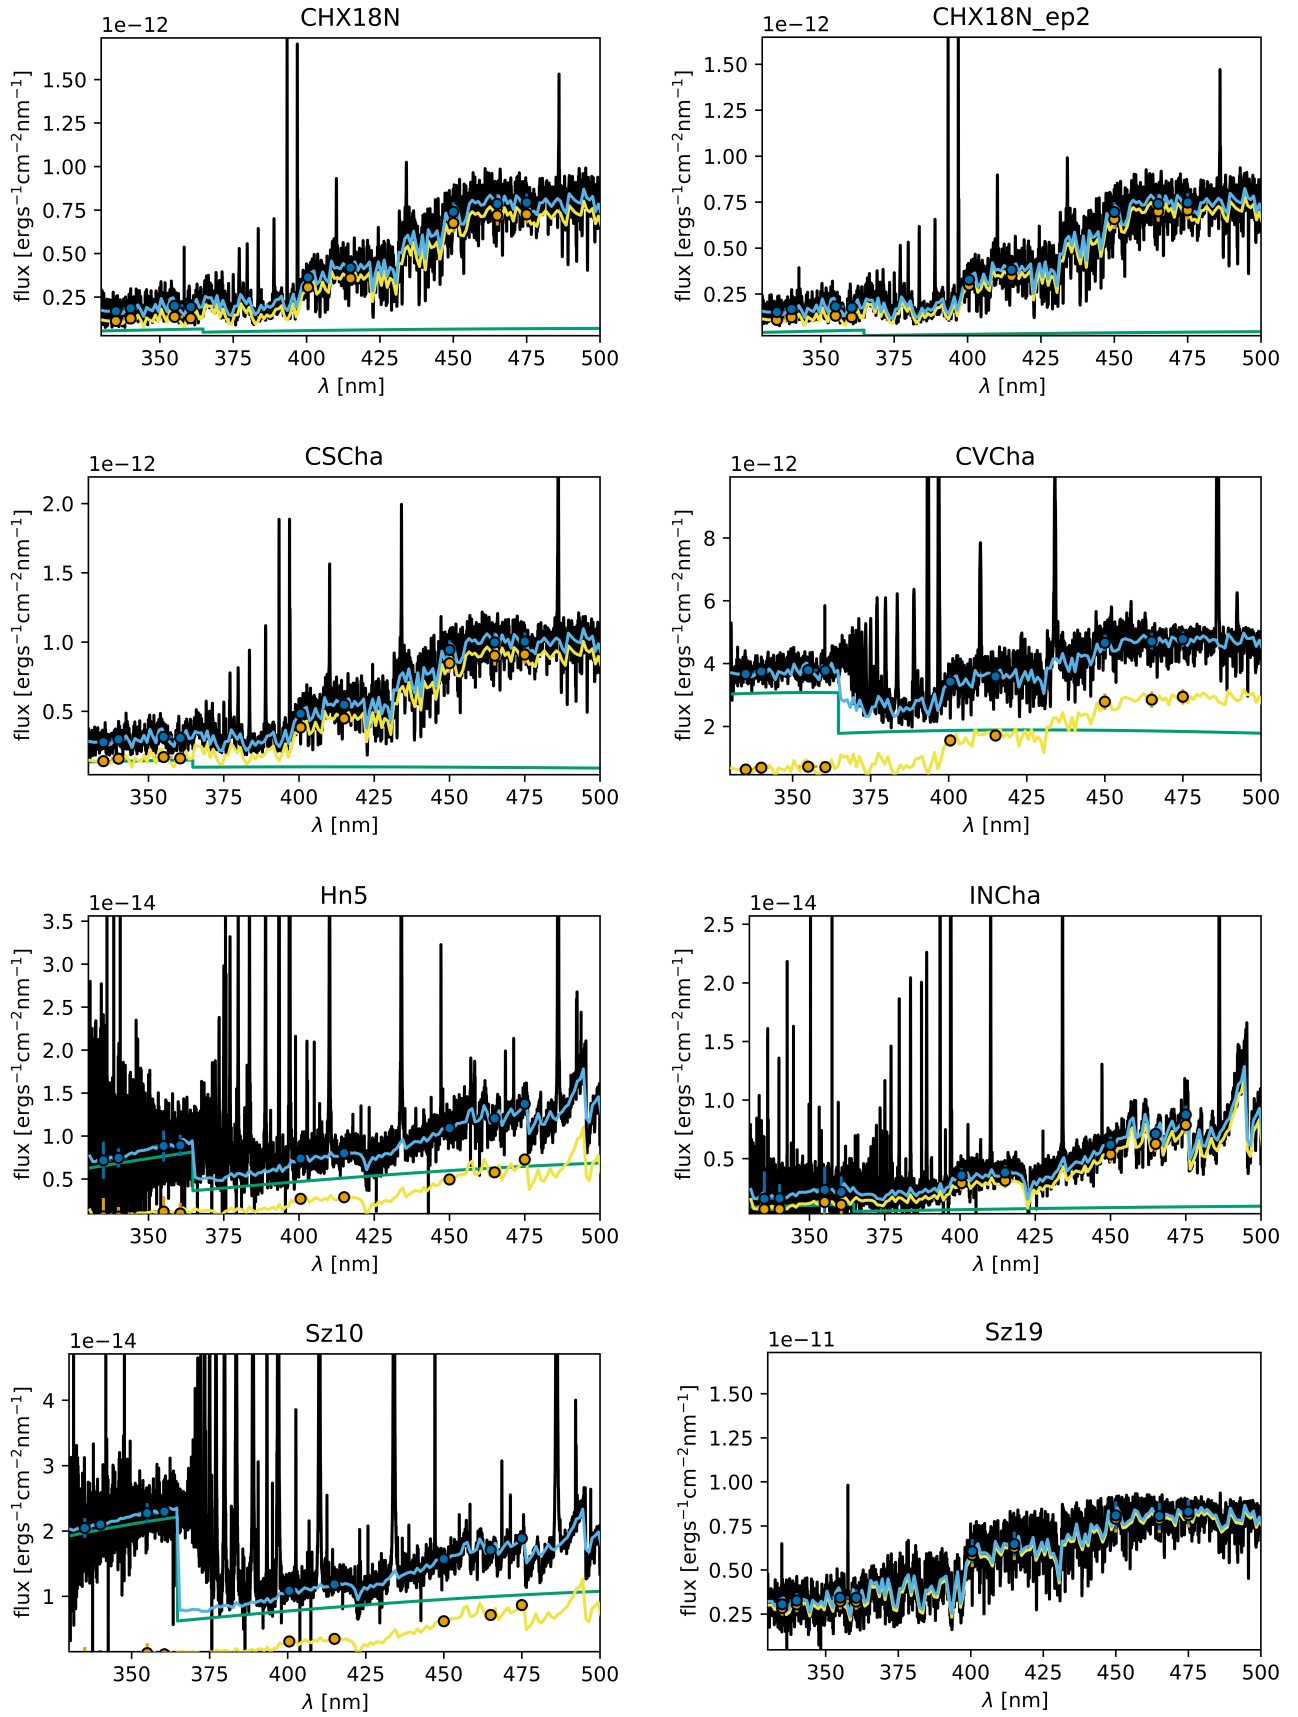 CHX18N
1e−12
flux [ergs⁻¹cm⁻²nm⁻¹]
1.50
1.25
1.00
0.75
0.50
0.25
350 375 400 425 450 475 500
λ [nm]
CHX18N_ep2
1e−12
flux [ergs⁻¹cm⁻²nm⁻¹]
1.50
1.25
1.00
0.75
0.50
0.25
350 375 400 425 450 475 500
λ [nm]
CSCha
1e−12
flux [ergs⁻¹cm⁻²nm⁻¹]
2.0
1.5
1.0
0.5
350 375 400 425 450 475 500
λ [nm]
CVCha
1e−12
flux [ergs⁻¹cm⁻²nm⁻¹]
8
6
4
2
350 375 400 425 450 475 500
λ [nm]
Hn5
1e−14
flux [ergs⁻¹cm⁻²nm⁻¹]
3.5
3.0
2.5
2.0
1.5
1.0
0.5
350 375 400 425 450 475 500
λ [nm]
INCha
1e−14
flux [ergs⁻¹cm⁻²nm⁻¹]
2.5
2.0
1.5
1.0
0.5
350 375 400 425 450 475 500
λ [nm]
Sz10
1e−14
flux [ergs⁻¹cm⁻²nm⁻¹]
4
3
2
1
350 375 400 425 450 475 500
λ [nm]
Sz19
1e−11
flux [ergs⁻¹cm⁻²nm⁻¹]
1.50
1.25
1.00
0.75
0.50
0.25
350 375 400 425 450 475 500
λ [nm]